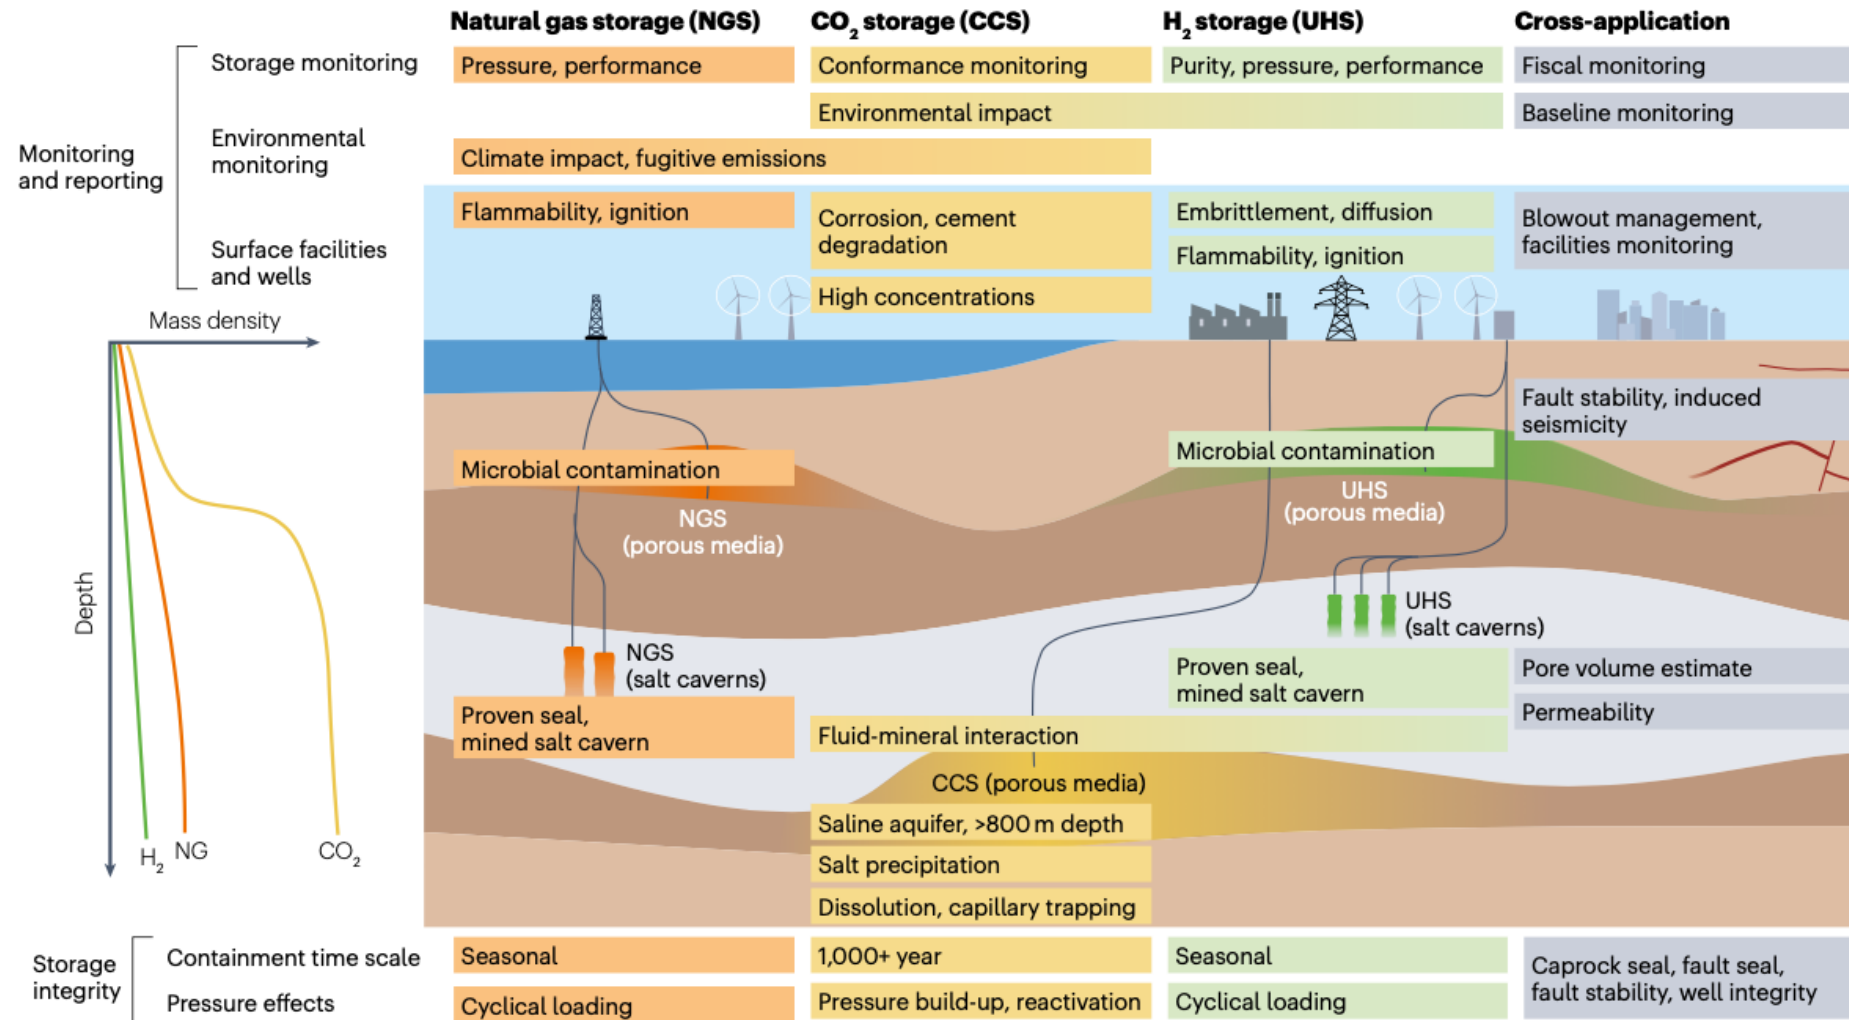 Natural gas storage (NGS)
CO₂ storage (CCS)
H₂ storage (UHS)
Cross-application
Monitoring
and reporting
Storage monitoring
Pressure, performance
Conformance monitoring
Purity, pressure, performance
Fiscal monitoring
Environmental impact
Baseline monitoring
Environmental
monitoring
Climate impact, fugitive emissions
Surface facilities
and wells
Flammability, ignition
Corrosion, cement
degradation
High concentrations
Embrittlement, diffusion
Flammability, ignition
Blowout management,
facilities monitoring
Mass density
Depth
H₂
NG
CO₂
Fault stability, induced
seismicity
Microbial contamination
NGS
(porous media)
Microbial contamination
UHS
(porous media)
NGS
(salt caverns)
UHS
(salt caverns)
Proven seal,
mined salt cavern
Proven seal,
mined salt cavern
Pore volume estimate
Permeability
Fluid-mineral interaction
CCS (porous media)
Saline aquifer, >800 m depth
Salt precipitation
Dissolution, capillary trapping
Storage
integrity
Containment time scale
Seasonal
1,000+ year
Seasonal
Caprock seal, fault seal,
fault stability, well integrity
Pressure effects
Cyclical loading
Pressure build-up, reactivation
Cyclical loading